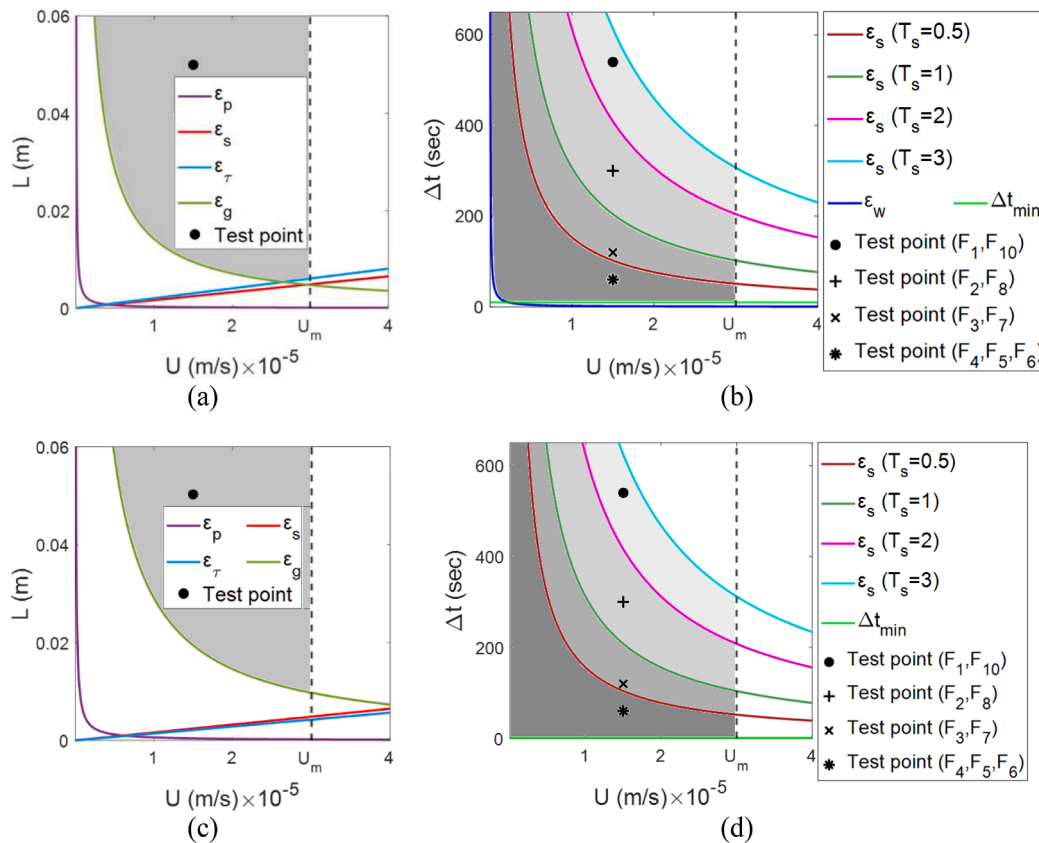 0.06
0.04
0.02
0
L (m)
ε_p
ε_s
ε_τ
ε_g
Test point
1 2 U_m 4
U (m/s)×10^-5
(a)
600
400
200
0
Δt (sec)
1 2 U_m 4
U (m/s)×10^-5
(b)
ε_s (T_s=0.5)
ε_s (T_s=1)
ε_s (T_s=2)
ε_s (T_s=3)
ε_w Δt_min
Test point (F_1,F_10)
Test point (F_2,F_8)
Test point (F_3,F_7)
Test point (F_4,F_5,F_6)
0.06
0.04
0.02
0
L (m)
ε_p ε_s
ε_τ ε_g
Test point
1 2 U_m 4
U (m/s)×10^-5
(c)
600
400
200
0
Δt (sec)
1 2 U_m 4
U (m/s)×10^-5
(d)
ε_s (T_s=0.5)
ε_s (T_s=1)
ε_s (T_s=2)
ε_s (T_s=3)
Δt_min
Test point (F_1,F_10)
Test point (F_2,F_8)
Test point (F_3,F_7)
Test point (F_4,F_5,F_6)